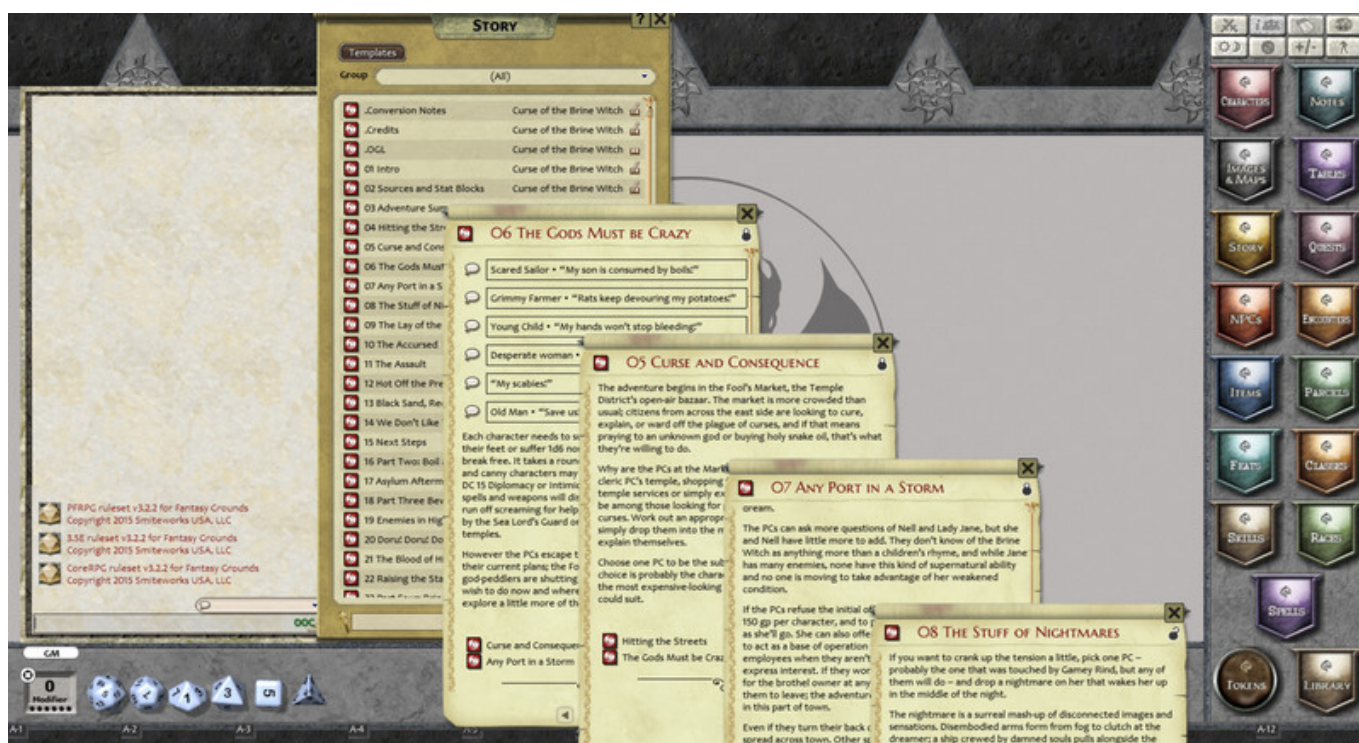 STORY
? X
Templates
Group (All)
.Conversion Notes Curse of the Brine Witch
.Credits Curse of the Brine Witch
.OGL Curse of the Brine Witch
01 Intro Curse of the Brine Witch
02 Sources and Stat Blocks Curse of the Brine Witch
03 Adventure Sum
04 Hitting the Str
05 Curse and Cons
06 The Gods Must
07 Any Port in a S
08 The Stuff of Ni
09 The Lay of the
10 The Accursed
11 The Assault
12 Hot Off the Pre
13 Black Sand, Re
14 We Don't Like
15 Next Steps
16 Part Two: Boil
17 Asylum Afterm
18 Part Three Bev
19 Enemies in Hig
20 Doru! Doru! Do
21 The Blood of H
22 Raising the Sta
PFRPG ruleset v3.2.2 for Fantasy Grounds
Copyright 2015 Smiteworks USA, LLC
3.5E ruleset v3.2.2 for Fantasy Grounds
Copyright 2015 Smiteworks USA, LLC
CoreRPG ruleset v3.2.2 for Fantasy Grounds
Copyright 2015 Smiteworks USA, LLC
OOC
GM
0
Modifier
06 THE GODS MUST BE CRAZY
Scared Sailor • "My son is consumed by boils!"
Grimmy Farmer • "Rats keep devouring my potatoes!"
Young Child • "My hands won't stop bleeding!"
Desperate woman •
"My scabies!"
Old Man • "Save us
Each character needs to su
their feet or suffer 1d6 no
break free. It takes a roun
and canny characters may
DC 15 Diplomacy or Intimid
spells and weapons will dis
run off screaming for help
by the Sea Lord's Guard or
temples.
However the PCs escape t
their current plans; the Fo
god-peddlers are shutting
wish to do now and where
explore a little more of th
Curse and Consequen
Any Port in a Storm
05 CURSE AND CONSEQUENCE
The adventure begins in the Fool's Market, the Temple
District's open-air bazaar. The market is more crowded than
usual; citizens from across the east side are looking to cure,
explain, or ward off the plague of curses, and if that means
praying to an unknown god or buying holy snake oil, that's what
they're willing to do.
Why are the PCs at the Mark
cleric PC's temple, shopping
temple services or simply ex
be among those looking for
curses. Work out an approp
simply drop them into the m
explain themselves.
Choose one PC to be the sub
choice is probably the chara
the most expensive-looking
could suit.
Hitting the Streets
The Gods Must be Craz
07 ANY PORT IN A STORM
The PCs can ask more questions of Nell and Lady Jane, but she
and Nell have little more to add. They don't know of the Brine
Witch as anything more than a children's rhyme, and while Jane
has many enemies, none have this kind of supernatural ability
and no one is moving to take advantage of her weakened
condition.
If the PCs refuse the initial of
150 gp per character, and to p
as she'll go. She can also offe
to act as a base of operation
employees when they aren't
express interest. If they wor
for the brothel owner at any
them to leave; the adventur
in this part of town.
Even if they turn their back o
spread across town. Other s
08 THE STUFF OF NIGHTMARES
If you want to crank up the tension a little, pick one PC –
probably the one that was touched by Garney Rind, but any of
them will do – and drop a nightmare on her that wakes her up
in the middle of the night.
The nightmare is a surreal mash-up of disconnected images and
sensations. Disembodied arms form from fog to clutch at the
dreamer; a ship crewed by damned souls pulls alongside the
+/-
CHARACTERS NOTES
IMAGES & MAPS TABLES
STORY QUESTS
NPCS ENCOUNTERS
ITEMS PARCELS
FEATS CLASSES
SKILLS RACES
SPELLS
TOKENS LIBRARY
A-1 A-2 A-3 A-4 A-12